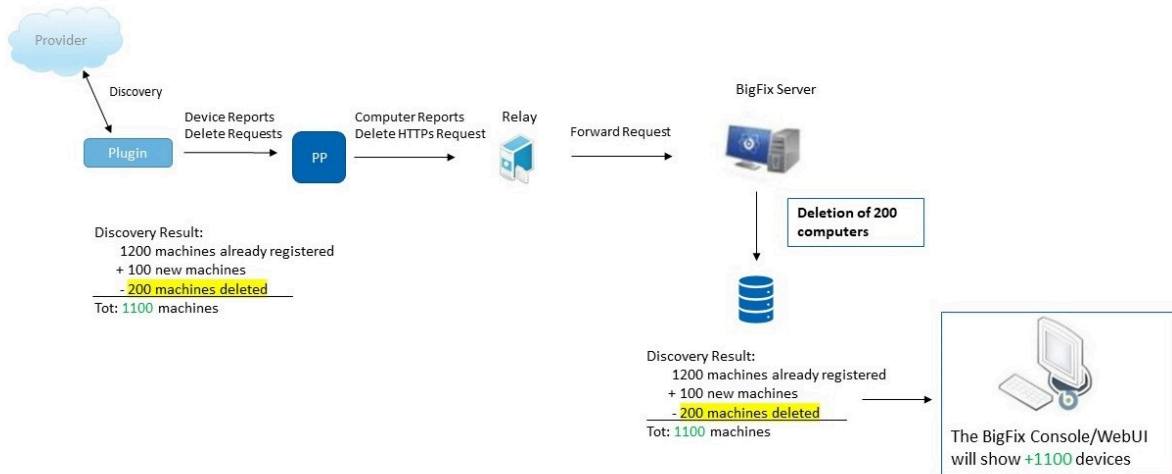 Provider
Discovery
Plugin
Device Reports
Delete Requests
PP
Computer Reports
Delete HTTPs Request
Relay
Forward Request
BigFix Server
Deletion of 200
computers
Discovery Result:
1200 machines already registered
+ 100 new machines
- 200 machines deleted
Tot: 1100 machines
Discovery Result:
1200 machines already registered
+ 100 new machines
- 200 machines deleted
Tot: 1100 machines
The BigFix Console/WebUI
will show +1100 devices